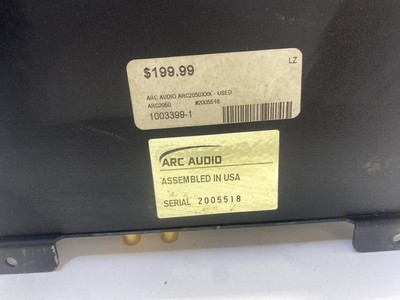 $199.99
LZ
ARC AUDIO ARC2050XXK - USED
ARC2050 #2005518
1003399-1
ARC AUDIO
ASSEMBLED IN USA
SERIAL 2005518